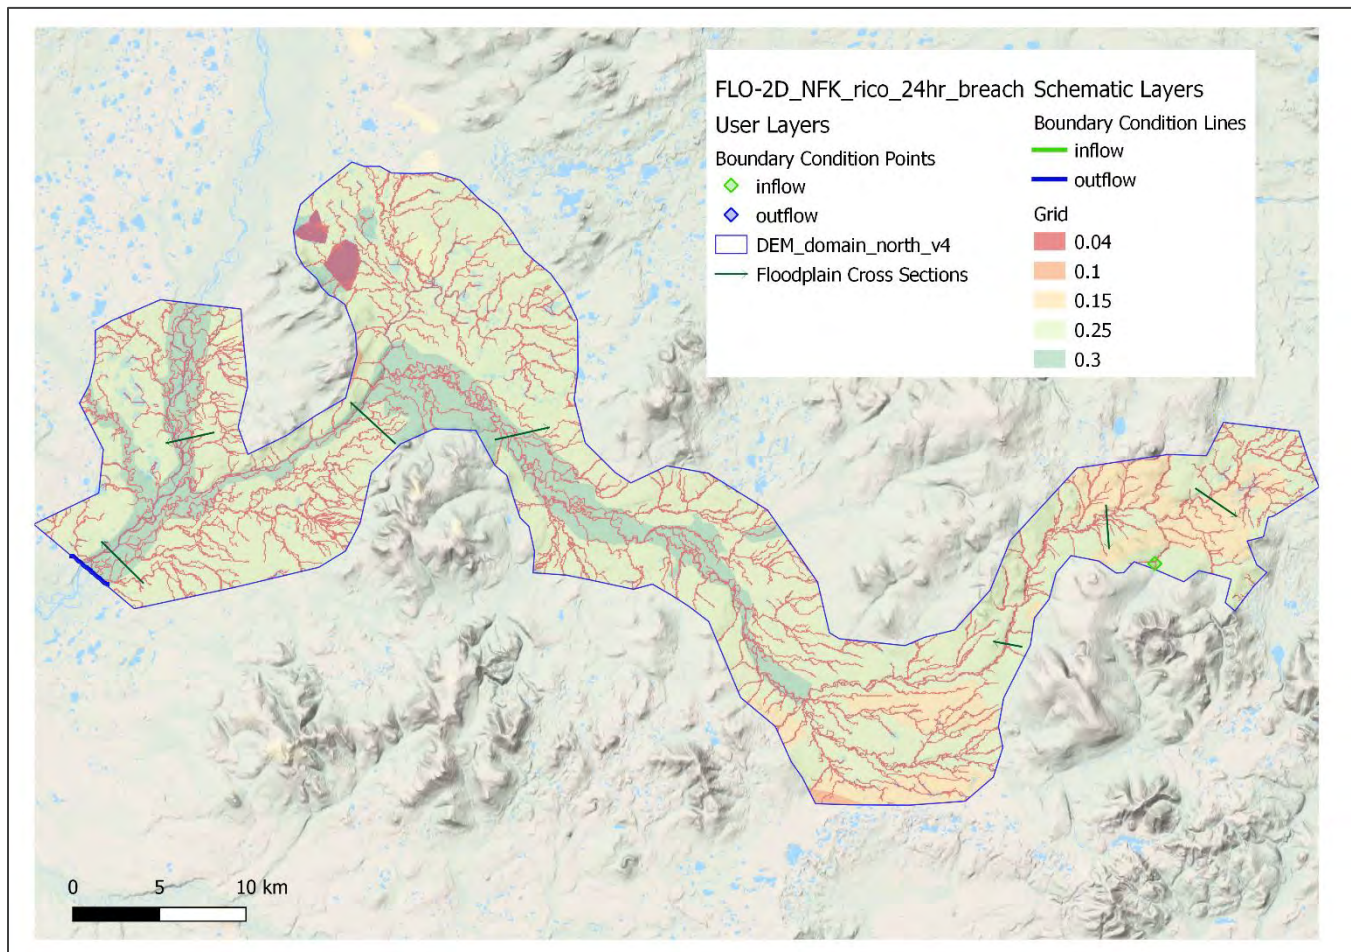 FLO-2D_NFK_rico_24hr_breach
User Layers
Boundary Condition Points
inflow
outflow
DEM_domain_north_v4
Floodplain Cross Sections
Schematic Layers
Boundary Condition Lines
inflow
outflow
Grid
0.04
0.1
0.15
0.25
0.3
0 5 10 km